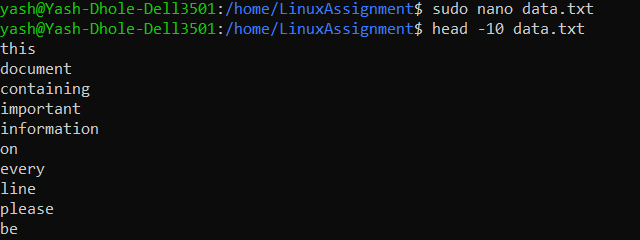 yash@Yash-Dhole-Dell3501:/home/LinuxAssignment$ sudo nano data.txt
yash@Yash-Dhole-Dell3501:/home/LinuxAssignment$ head -10 data.txt
this
document
containing
important
information
on
every
line
please
be